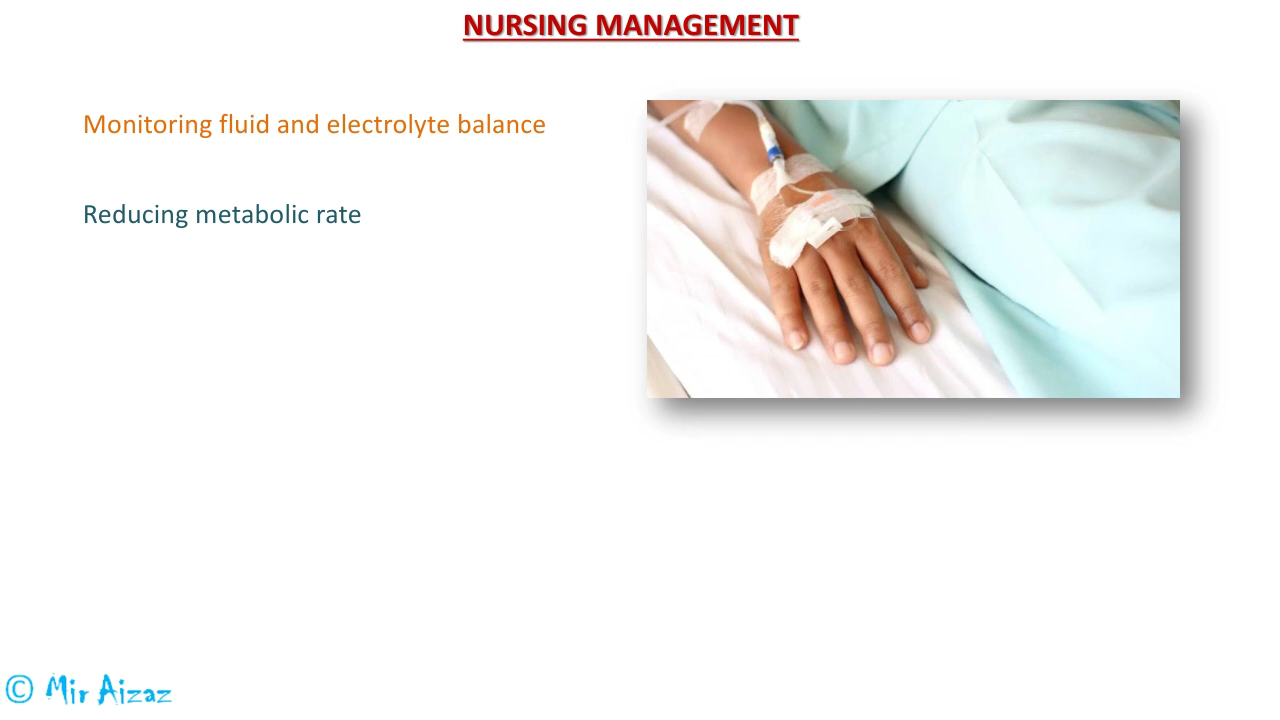 NURSING MANAGEMENT
Monitoring fluid and electrolyte balance
Reducing metabolic rate
© Mir Aizaz